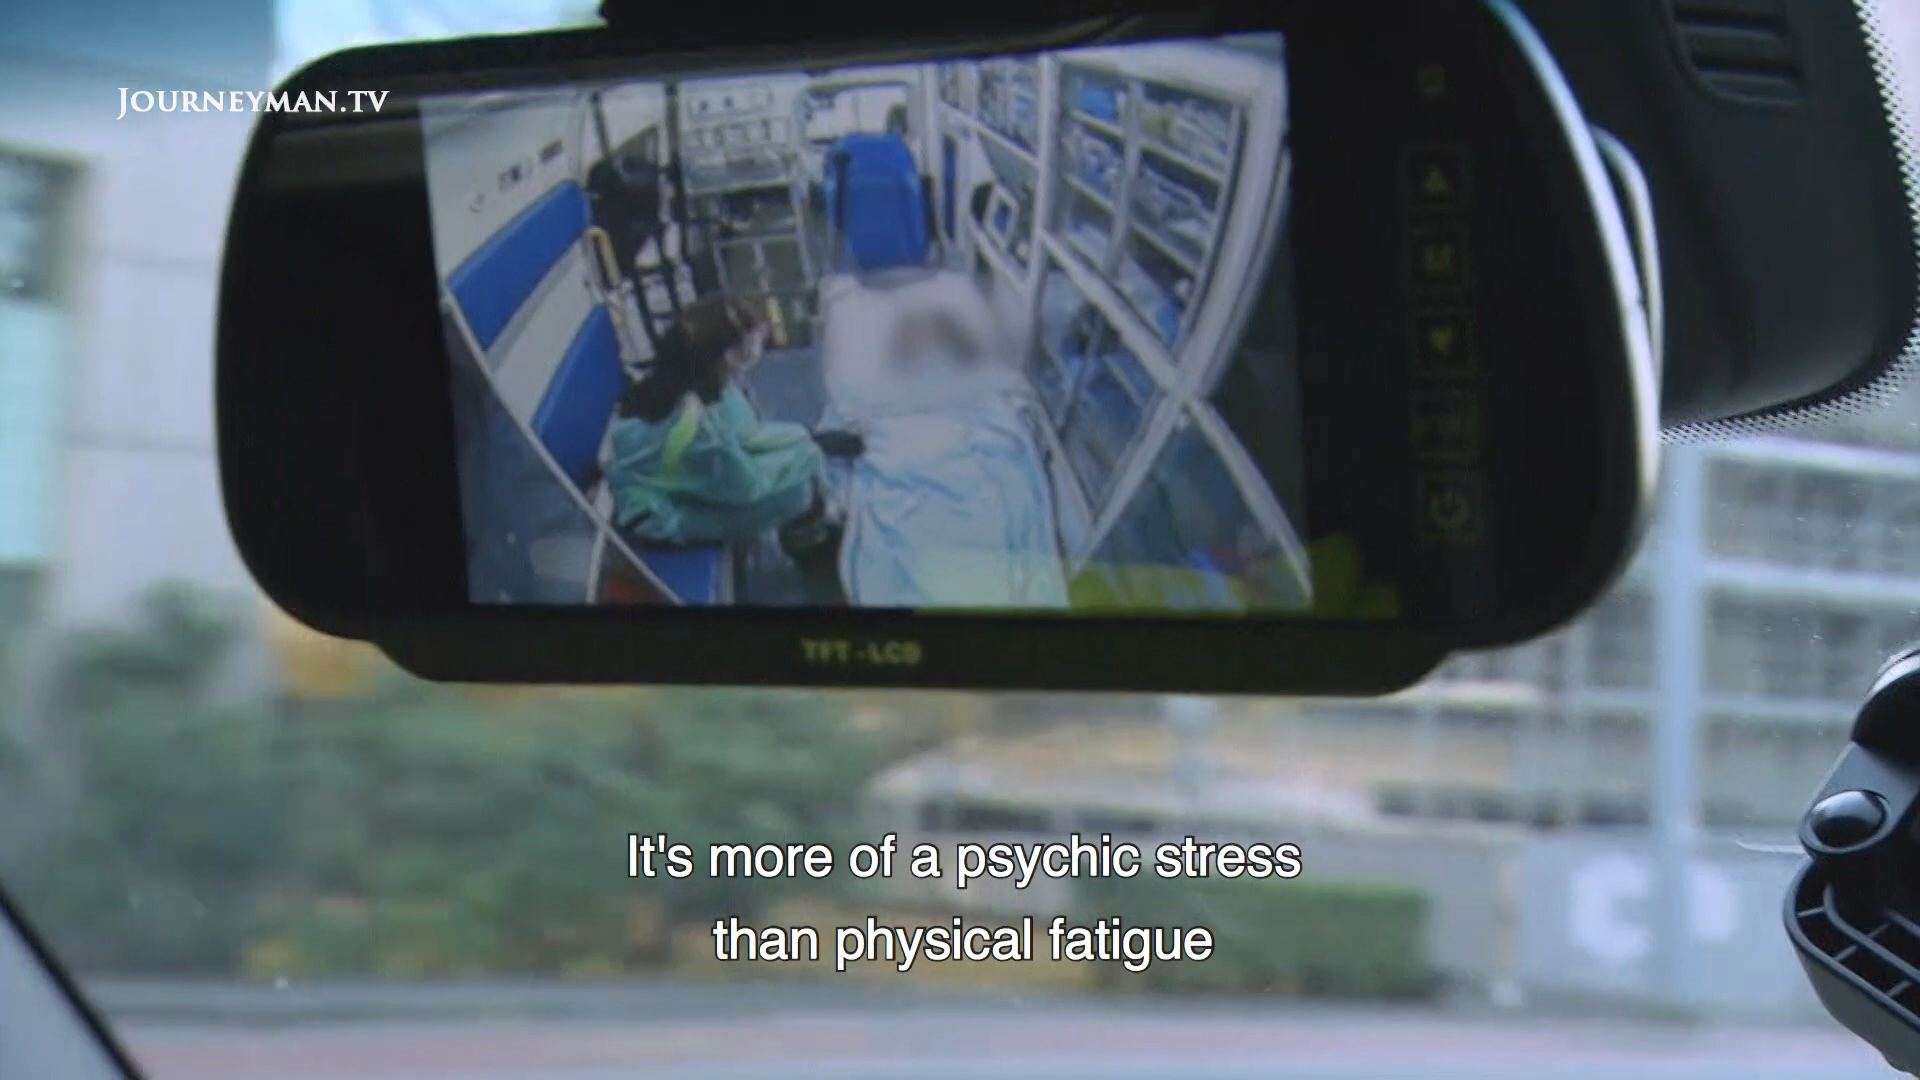 JOURNEYMAN.TV
TFT-LCD
It's more of a psychic stress
than physical fatigue